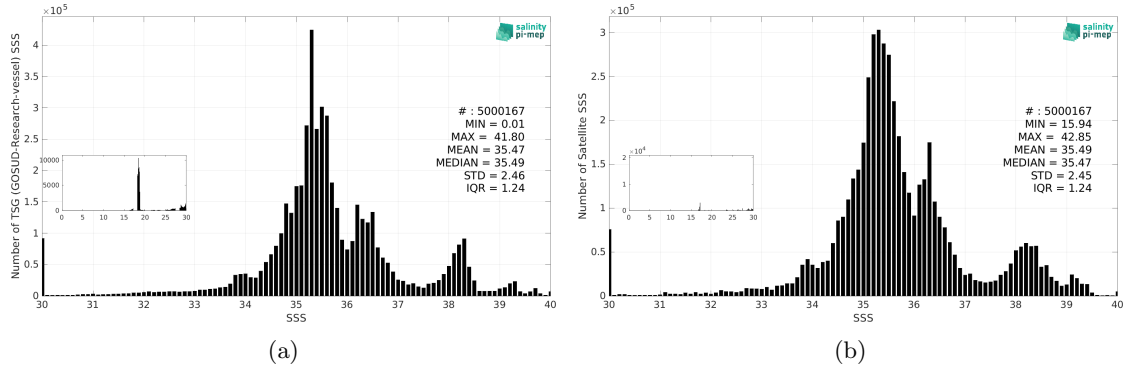 ×10^5
salinity
pi-mep
Number of TSG (GOSUD-Research-vessel) SSS
4
3.5
3
2.5
2
1.5
1
0.5
0
# : 5000167
MIN = 0.01
MAX = 41.80
MEAN = 35.47
MEDIAN = 35.49
STD = 2.46
IQR = 1.24
10000
5000
0
0 5 10 15 20 25 30
30 31 32 33 34 35 36 37 38 39 40
SSS
(a)
×10^5
salinity
pi-mep
Number of Satellite SSS
3
2.5
2
1.5
1
0.5
0
# : 5000167
MIN = 15.94
MAX = 42.85
MEAN = 35.49
MEDIAN = 35.47
STD = 2.45
IQR = 1.24
×10^4
2
1
0
0 5 10 15 20 25 30
30 31 32 33 34 35 36 37 38 39 40
SSS
(b)